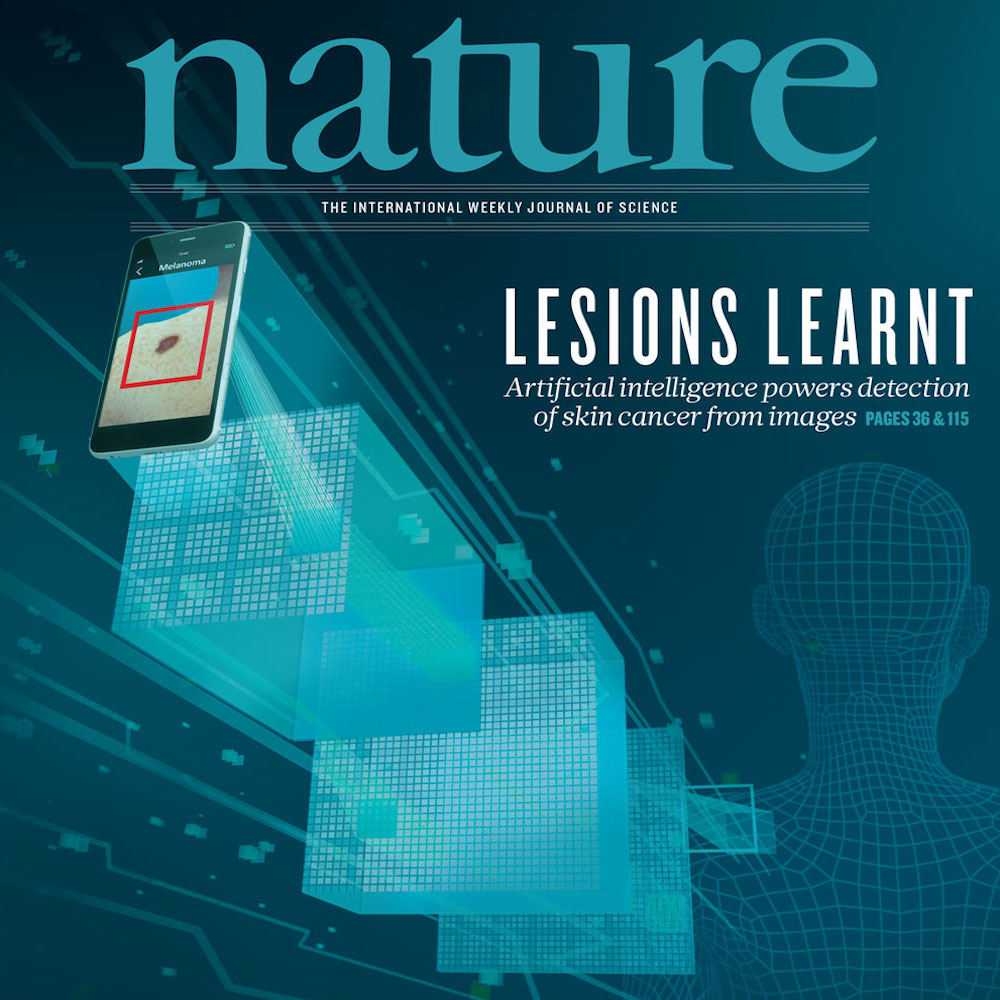 nature
THE INTERNATIONAL WEEKLY JOURNAL OF SCIENCE
Melanoma
LESIONS LEARNT
Artificial intelligence powers detection
of skin cancer from images PAGES 36 & 115